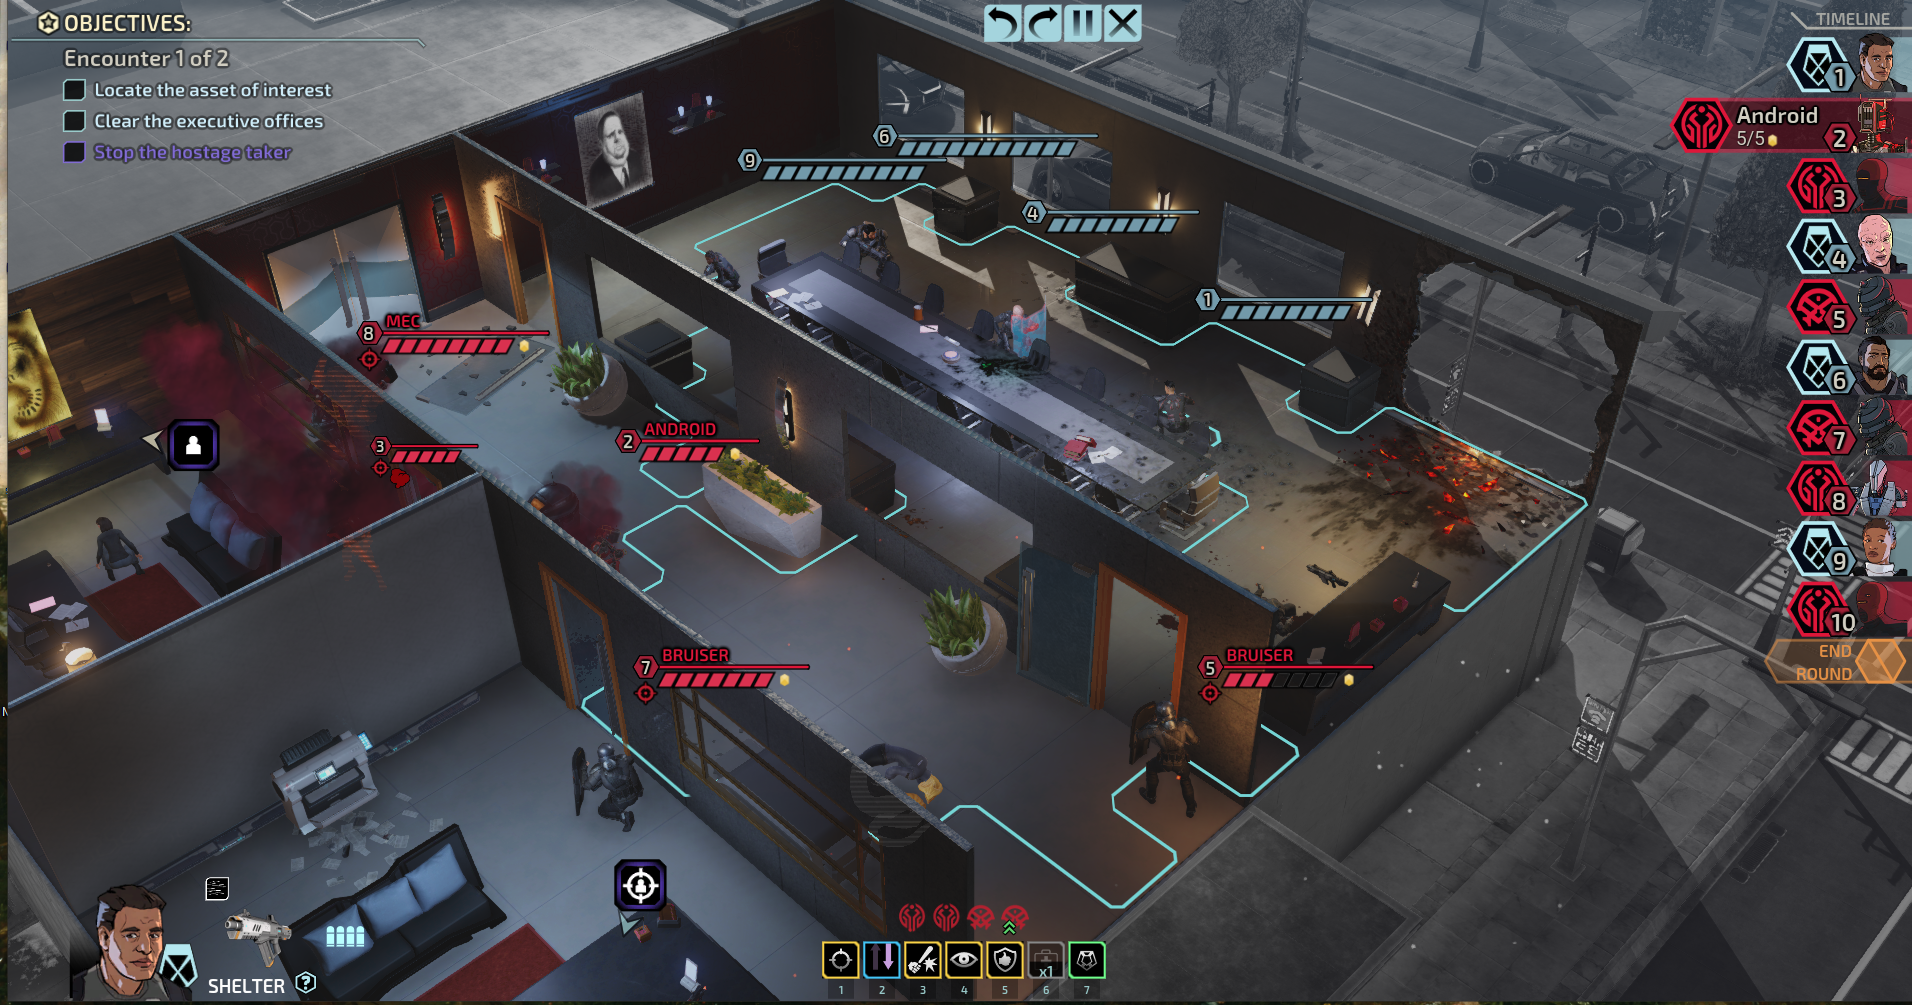 OBJECTIVES:
Encounter 1 of 2
Locate the asset of interest
Clear the executive offices
Stop the hostage taker
TIMELINE
1
Android
5/5
2
3
4
5
6
7
8
9
10
END
ROUND
6
9
4
1
8 MEC
3
2 ANDROID
7 BRUISER
5 BRUISER
SHELTER ?
x1
1 2 3 4 5 6 7